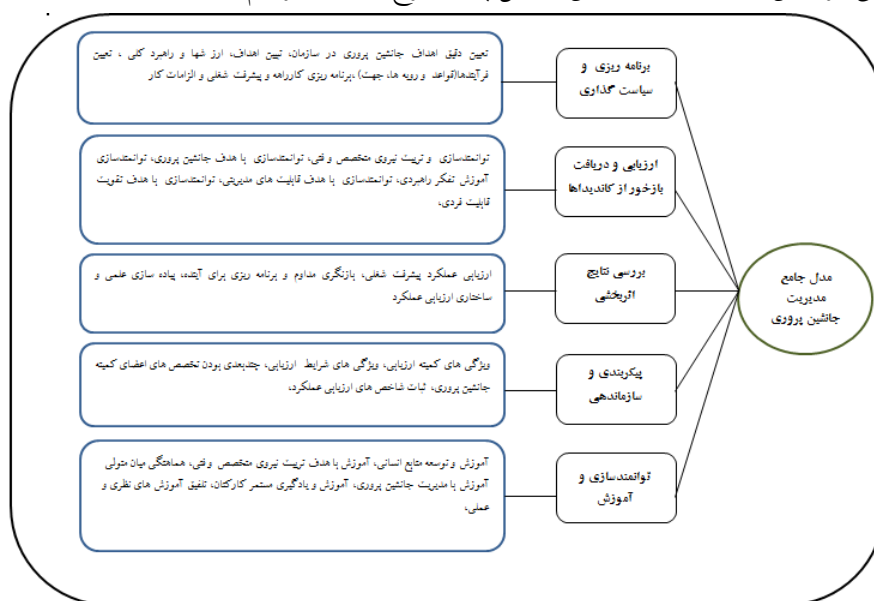 برنامه ریزی و
سیاست گذاری
تعیین دقیق اهداف جانشین پروری در سازمان، تبیین اهداف، ارز شها و راهبرد کلی ، تعیین
فرآیندها(قواعد و رویه ها، جهت) ،برنامه ریزی کارراهه و پیشرفت شغلی و الزامات کار
ارزیابی و دریافت
بازخور از کاندیداها
توانمندسازی و تربیت نیروی متخصص و فنی، توانمندسازی با هدف جانشین پروری، توانمندسازی
آموزش تفکر راهبردی، توانمندسازی با هدف قابلیت های مدیریتی، توانمندسازی با هدف تقویت
قابلیت فردی،
بررسی نتایج
اثربخشی
ارزیابی عملکرد پیشرفت شغلی، بازنگری مداوم و برنامه ریزی برای آینده، پیاده سازی علمی و
ساختاری ارزیابی عملکرد
مدل جامع
مدیریت
جانشین پروری
پیکربندی و
سازماندهی
ویژگی های کمیته ارزیابی، ویژگی های شرایط ارزیابی، چندبعدی بودن تخصص های اعضای کمیته
جانشین پروری، ثبات شاخص های ارزیابی عملکرد،
توانمندسازی و
آموزش
آموزش و توسعه منابع انسانی، آموزش با هدف تربیت نیروی متخصص و فنی، هماهنگی میان متولی
آموزش با مدیریت جانشین پروری، آموزش و یادگیری مستمر کارکنان، تلفیق آموزش های نظری و
عملی،